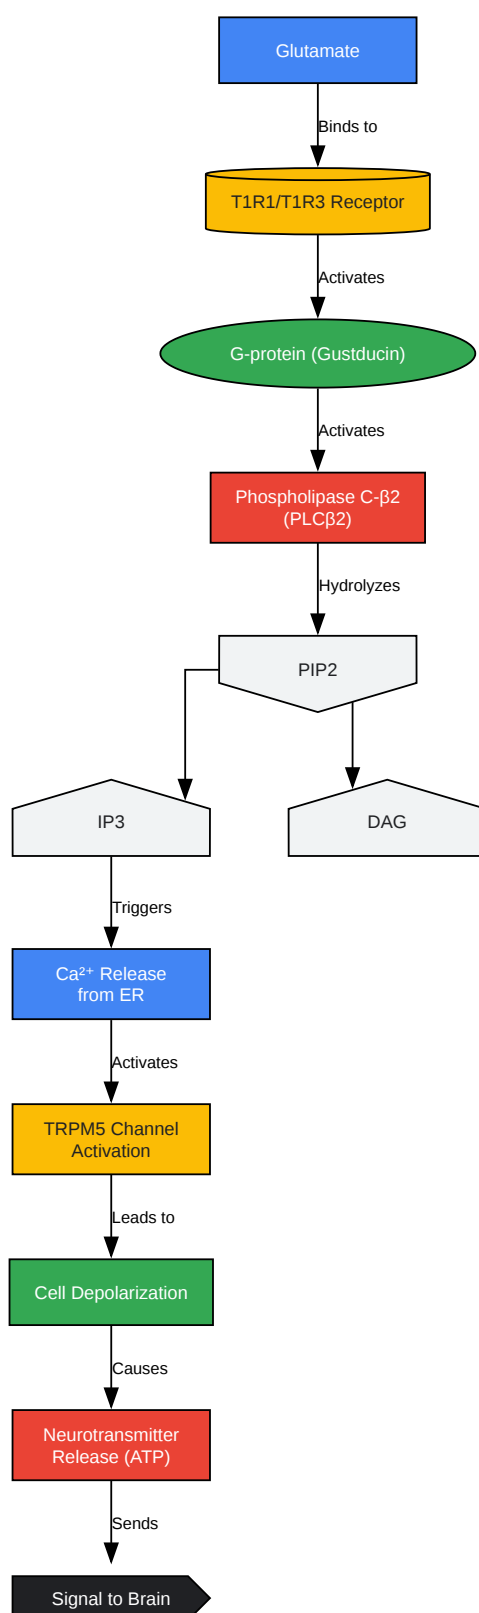 Glutamate
Binds to
T1R1/T1R3 Receptor
Activates
G-protein (Gustducin)
Activates
Phospholipase C-β2
(PLCβ2)
Hydrolyzes
PIP2
IP3
DAG
Triggers
Ca²⁺ Release
from ER
Activates
TRPM5 Channel
Activation
Leads to
Cell Depolarization
Causes
Neurotransmitter
Release (ATP)
Sends
Signal to Brain